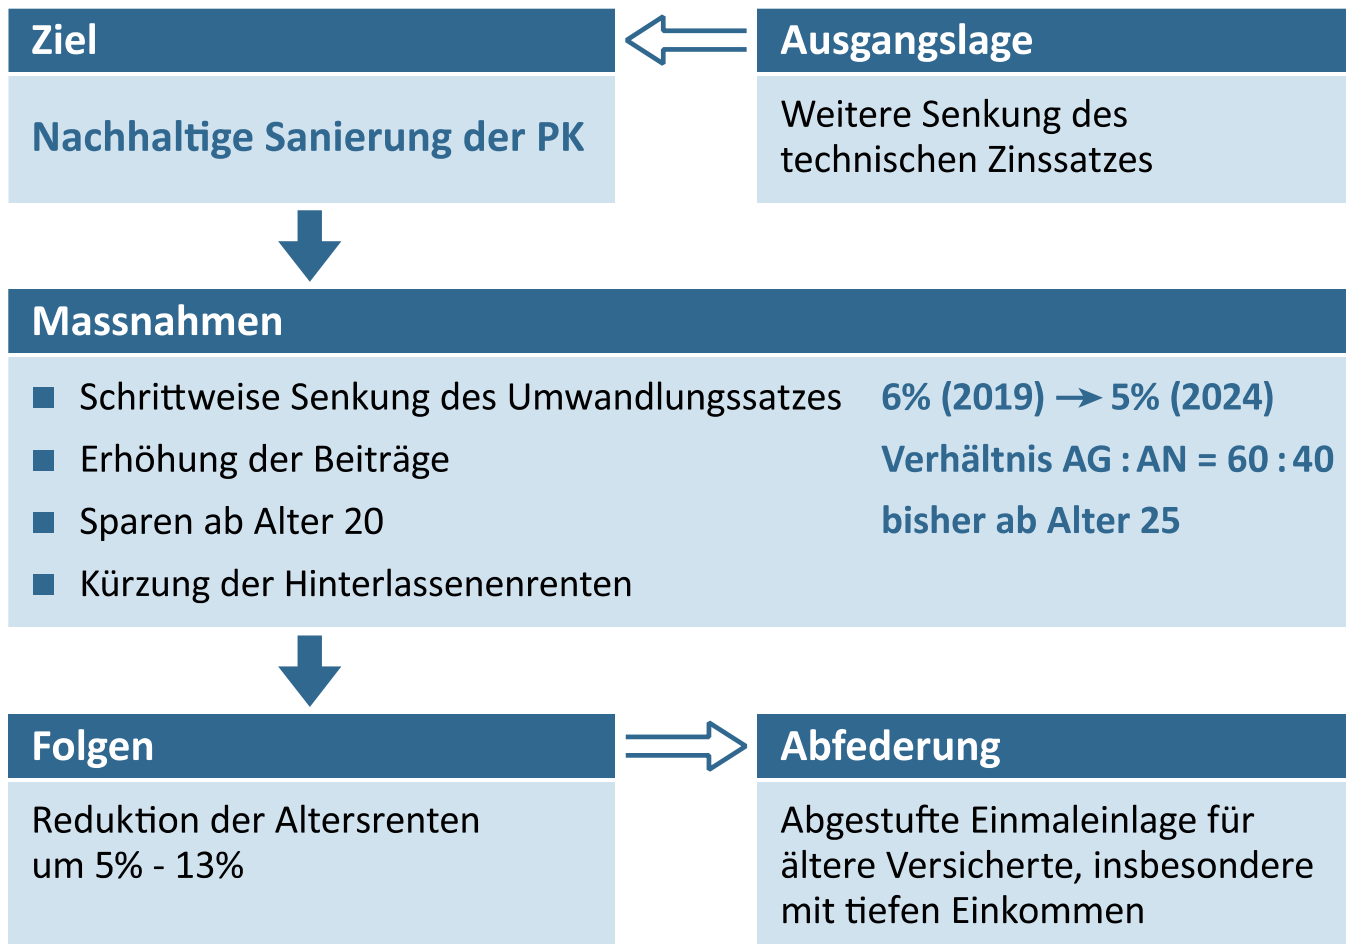 Ziel
Ausgangslage
Nachhaltige Sanierung der PK
Weitere Senkung des
technischen Zinssatzes
Massnahmen
Schrittweise Senkung des Umwandlungssatzes 6% (2019) → 5% (2024)
Erhöhung der Beiträge Verhältnis AG : AN = 60 : 40
Sparen ab Alter 20 bisher ab Alter 25
Kürzung der Hinterlassenenrenten
Folgen
Reduktion der Altersrenten
um 5% - 13%
Abfederung
Abgestufte Einmaleinlage für
ältere Versicherte, insbesondere
mit tiefen Einkommen